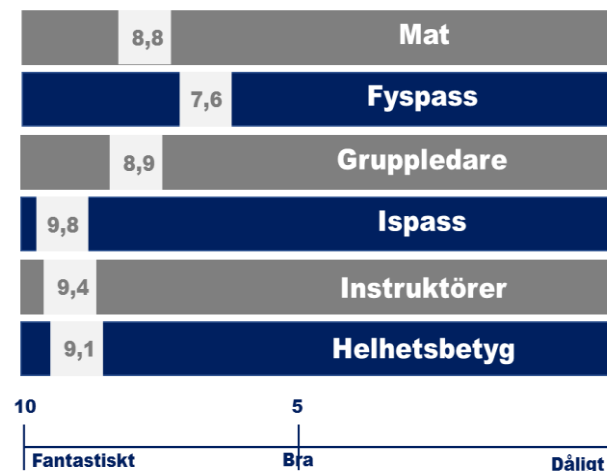 8,8 Mat
7,6 Fyspass
8,9 Gruppledare
9,8 Ispass
9,4 Instruktörer
9,1 Helhetsbetyg
10 5
Fantastiskt Bra Dåligt